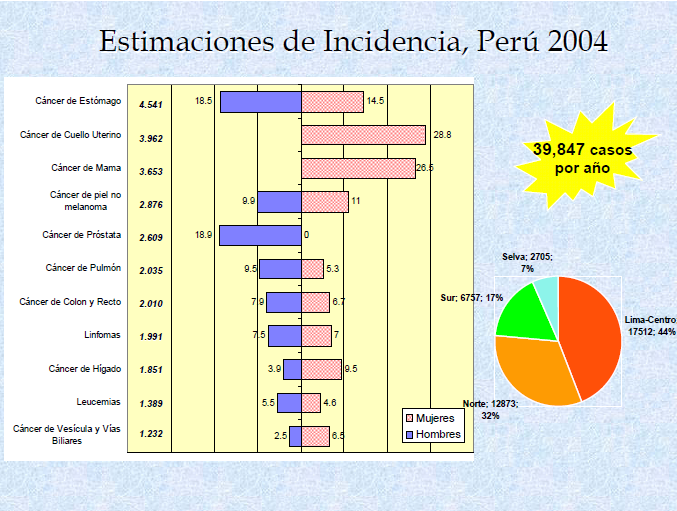 Estimaciones de Incidencia, Perú 2004
Cáncer de Estómago 4.541 18.5 14.5
Cáncer de Cuello Uterino 3.962 28.8
Cáncer de Mama 3.653 26.5
Cáncer de piel no
melanoma 2.876 9.9 11
Cáncer de Próstata 2.609 18.9 0
Cáncer de Pulmón 2.035 9.5 5.3
Cáncer de Colon y Recto 2.010 7.9 6.7
Linfomas 1.991 7.5 7
Cáncer de Hígado 1.851 3.9 9.5
Leucemias 1.389 5.5 4.6
Cáncer de Vesícula y Vías
Biliares 1.232 2.5 6.5
Mujeres
Hombres
39,847 casos
por año
Selva; 2705;
7%
Sur; 6757; 17%
Lima-Centro;
17512; 44%
Norte; 12873;
32%